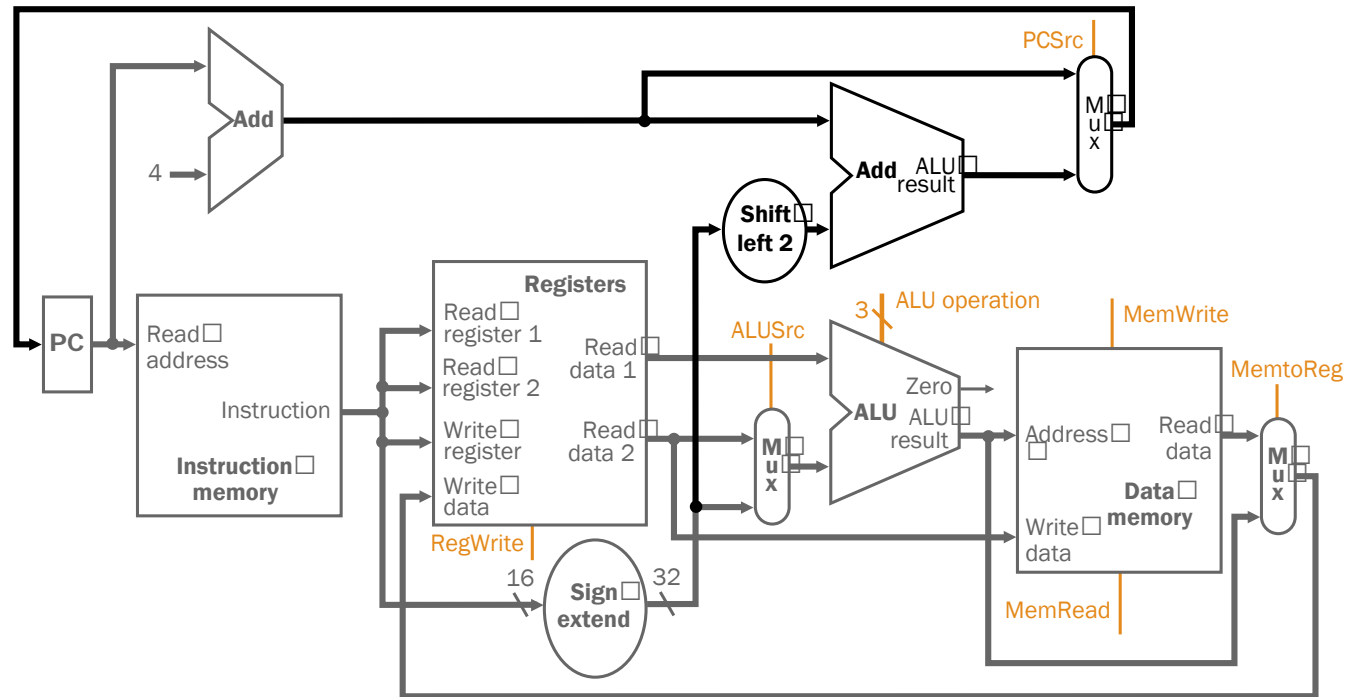 PCSrc
M
u
x
Add
4
Add
ALU
result
Shift
left 2
PC
Read
address
Instruction
Instruction
memory
Registers
Read
register 1
Read
register 2
Write
register
Write
data
Read
data 1
Read
data 2
RegWrite
16
Sign
extend
32
ALUSrc
M
u
x
3
ALU operation
Zero
ALU
ALU
result
MemWrite
Address
Read
data
Data
memory
Write
data
MemRead
MemtoReg
M
u
x